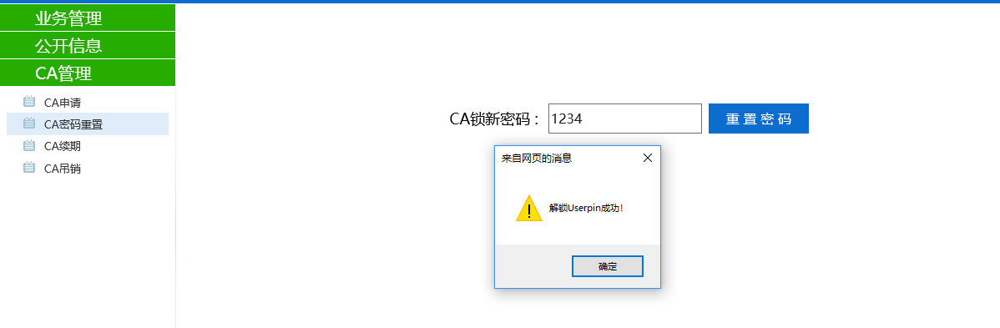 业务管理
公开信息
CA管理
CA申请
CA密码重置
CA续期
CA吊销
CA锁新密码： 1234 重置密码
来自网页的消息
解锁Userpin成功!
确定